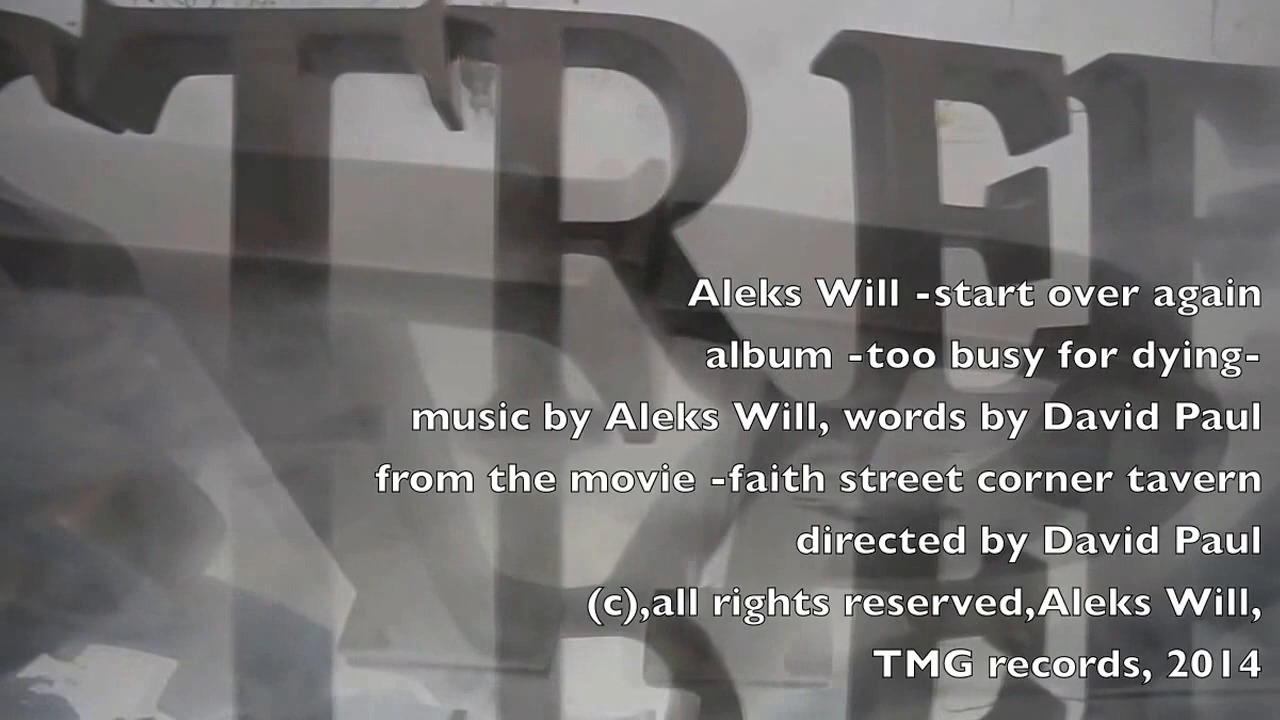 STREE
Aleks Will -start over again
album -too busy for dying-
music by Aleks Will, words by David Paul
from the movie -faith street corner tavern
directed by David Paul
(c),all rights reserved,Aleks Will,
TMG records, 2014